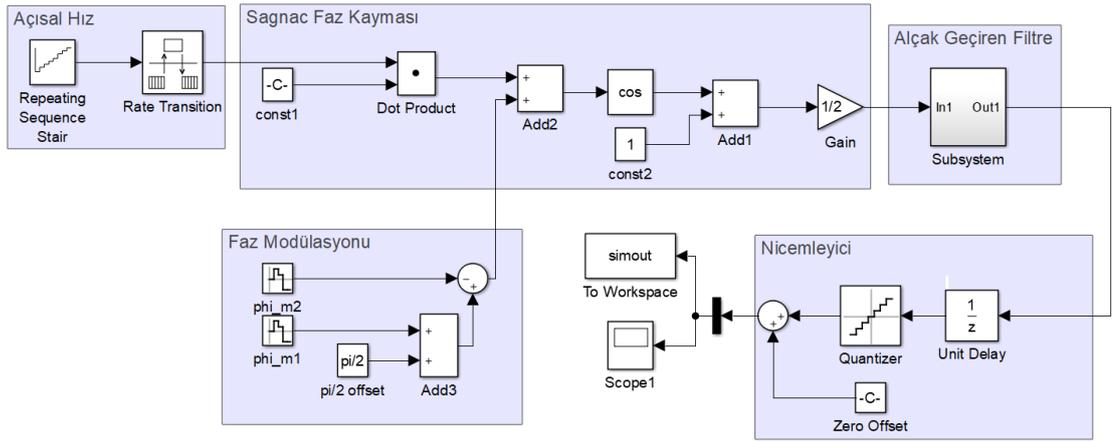 Açısal Hız
Repeating
Sequence
Stair
Rate Transition
Sagnac Faz Kayması
-C-
const1
Dot Product
+
+
Add2
cos
1
const2
+
+
Add1
1/2
Gain
Alçak Geçiren Filtre
In1 Out1
Subsystem
Faz Modülasyonu
phi_m2
phi_m1
pi/2
pi/2 offset
+
+
Add3
−
+
simout
To Workspace
Scope1
Nicemleyici
+
+
Quantizer
1
z
Unit Delay
-C-
Zero Offset